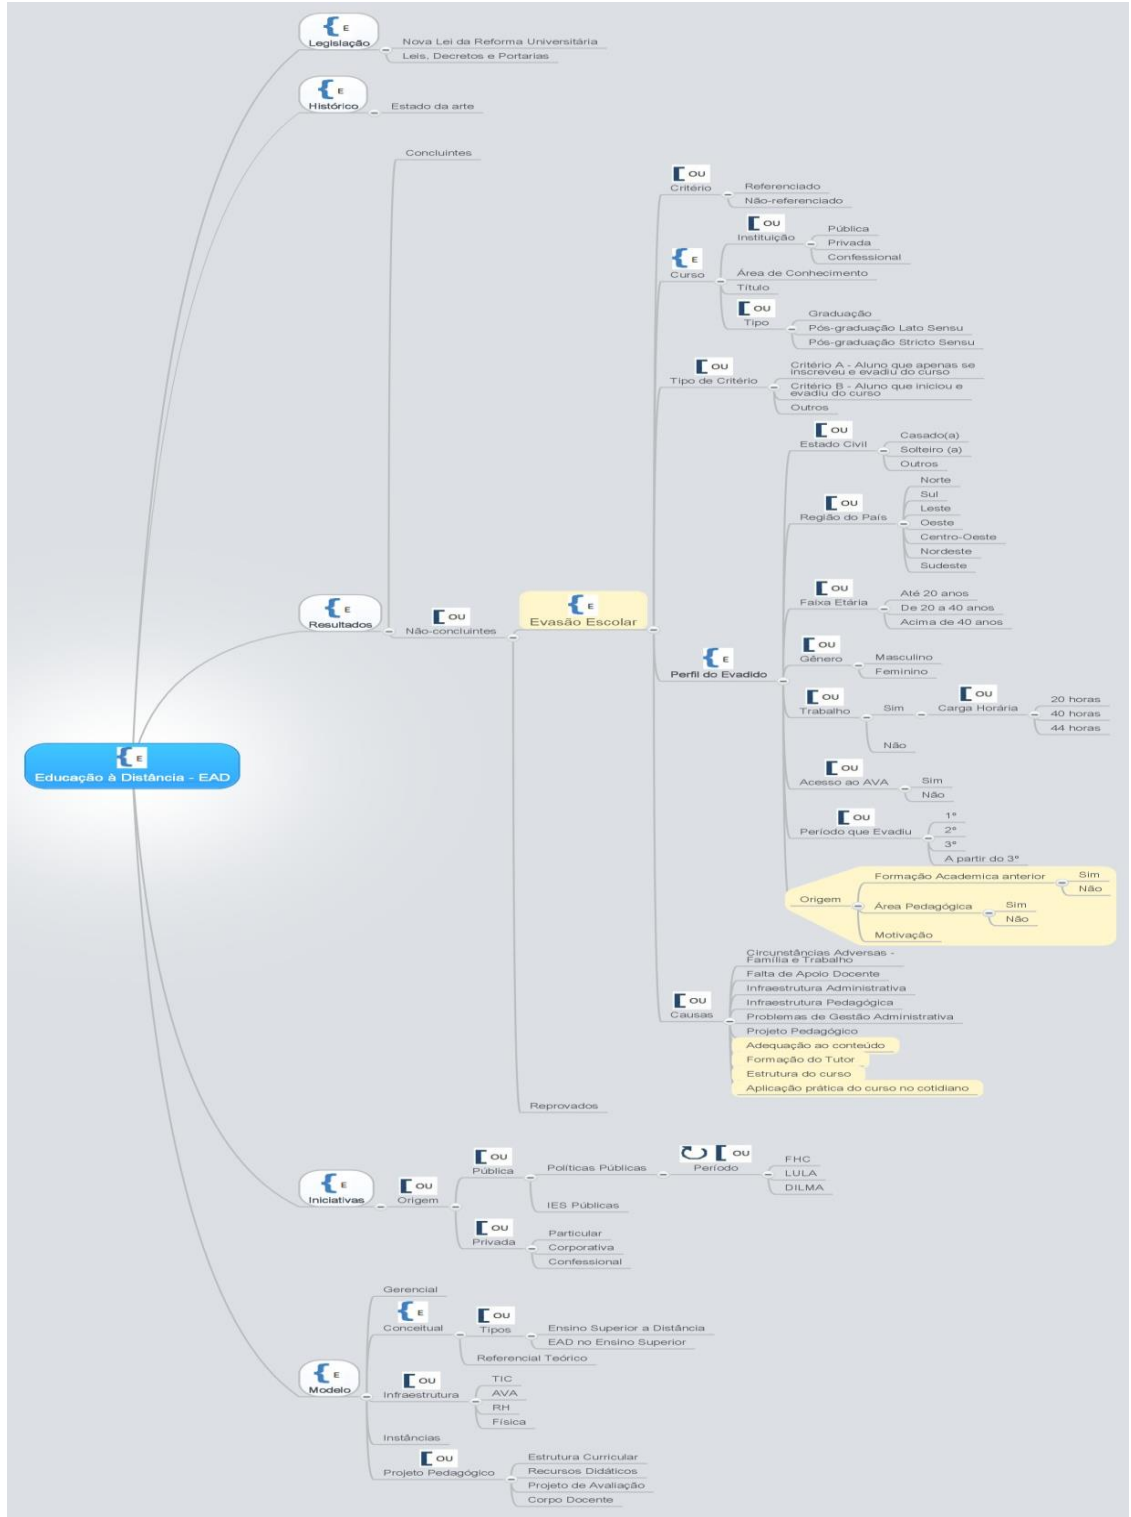 E
Legislação
Nova Lei da Reforma Universitária
Leis, Decretos e Portarias
E
Histórico
Estado da arte
Educação à Distância - EAD
E
E
Resultados
Concluintes
OU
Não-concluintes
E
Evasão Escolar
OU
Critério
Referenciado
Não-referenciado
E
Curso
OU
Instituição
Pública
Privada
Confessional
Área de Conhecimento
Título
OU
Tipo
Graduação
Pós-graduação Lato Sensu
Pós-graduação Stricto Sensu
OU
Tipo de Critério
Critério A - Aluno que apenas se
inscreveu e evadiu do curso
Critério B - Aluno que iniciou e
evadiu do curso
Outros
E
Perfil do Evadido
OU
Estado Civil
Casado(a)
Solteiro (a)
Outros
OU
Região do País
Norte
Sul
Leste
Oeste
Centro-Oeste
Nordeste
Sudeste
OU
Faixa Etária
Até 20 anos
De 20 a 40 anos
Acima de 40 anos
OU
Gênero
Masculino
Feminino
OU
Trabalho
Sim
OU
Carga Horária
20 horas
40 horas
44 horas
Não
OU
Acesso ao AVA
Sim
Não
OU
Período que Evadiu
1º
2º
3º
A partir do 3º
Origem
Formação Academica anterior
Sim
Não
Área Pedagógica
Sim
Não
Motivação
OU
Causas
Circunstâncias Adversas -
Família e Trabalho
Falta de Apoio Docente
Infraestrutura Administrativa
Infraestrutura Pedagógica
Problemas de Gestão Administrativa
Projeto Pedagógico
Adequação ao conteúdo
Formação do Tutor
Estrutura do curso
Aplicação prática do curso no cotidiano
Reprovados
E
Iniciativas
OU
Origem
OU
Pública
Políticas Públicas
OU
Período
FHC
LULA
DILMA
IES Públicas
OU
Privada
Particular
Corporativa
Confessional
E
Modelo
Gerencial
E
Conceitual
OU
Tipos
Ensino Superior a Distância
EAD no Ensino Superior
Referencial Teórico
OU
Infraestrutura
TIC
AVA
RH
Física
Instâncias
OU
Projeto Pedagógico
Estrutura Curricular
Recursos Didáticos
Projeto de Avaliação
Corpo Docente